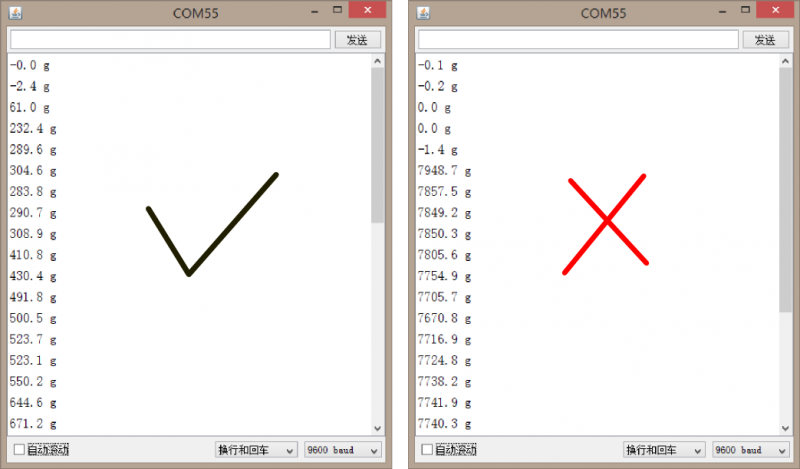 COM55
发送
-0.0 g
-2.4 g
61.0 g
232.4 g
289.6 g
304.6 g
283.8 g
290.7 g
308.9 g
410.8 g
430.4 g
491.8 g
500.5 g
523.7 g
523.1 g
550.2 g
644.6 g
671.2 g
自动滚动
换行和回车
9600 baud
COM55
发送
-0.1 g
-0.2 g
0.0 g
0.0 g
-1.4 g
7948.7 g
7857.5 g
7849.2 g
7850.3 g
7805.6 g
7754.9 g
7705.7 g
7670.8 g
7716.9 g
7724.8 g
7738.2 g
7741.9 g
7740.3 g
自动滚动
换行和回车
9600 baud